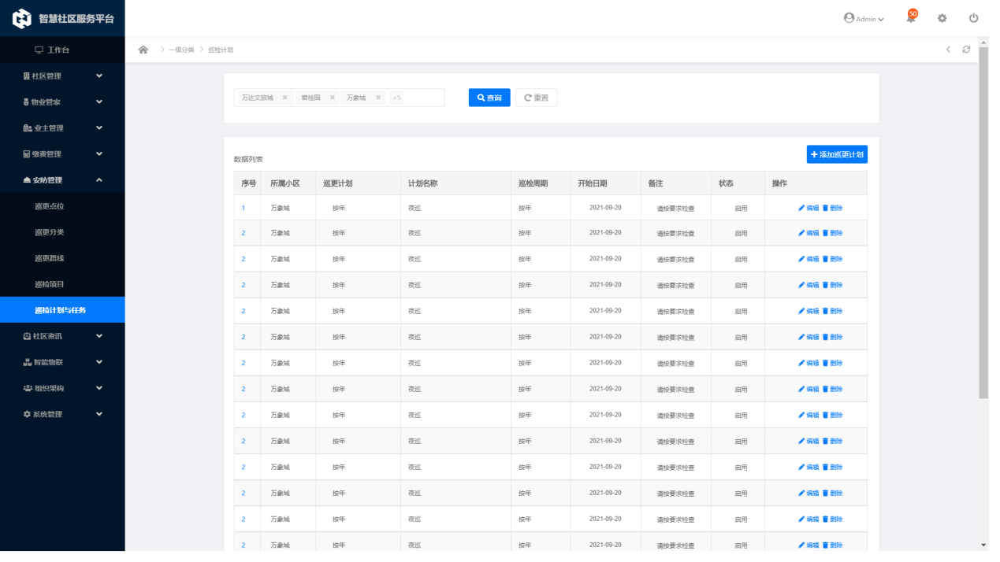 智慧社区服务平台
Admin
50
工作台
一级分类 巡检计划
社区管理
物业管家
业主管理
缴费管理
安防管理
巡更点位
巡更分类
巡更路线
巡检项目
巡检计划与任务
社区资讯
智能物联
组织架构
系统管理
万达文旅城 碧桂园 万象城 +5 查询 重置
数据列表 添加巡更计划
序号 所属小区 巡更计划 计划名称 巡检周期 开始日期 备注 状态 操作
1 万象城 按年 夜巡 按年 2021-09-20 请按要求检查 启用 编辑 删除
2 万象城 按年 夜巡 按年 2021-09-20 请按要求检查 启用 编辑 删除
2 万象城 按年 夜巡 按年 2021-09-20 请按要求检查 启用 编辑 删除
2 万象城 按年 夜巡 按年 2021-09-20 请按要求检查 启用 编辑 删除
2 万象城 按年 夜巡 按年 2021-09-20 请按要求检查 启用 编辑 删除
2 万象城 按年 夜巡 按年 2021-09-20 请按要求检查 启用 编辑 删除
2 万象城 按年 夜巡 按年 2021-09-20 请按要求检查 启用 编辑 删除
2 万象城 按年 夜巡 按年 2021-09-20 请按要求检查 启用 编辑 删除
2 万象城 按年 夜巡 按年 2021-09-20 请按要求检查 启用 编辑 删除
2 万象城 按年 夜巡 按年 2021-09-20 请按要求检查 启用 编辑 删除
2 万象城 按年 夜巡 按年 2021-09-20 请按要求检查 启用 编辑 删除
2 万象城 按年 夜巡 按年 2021-09-20 请按要求检查 启用 编辑 删除
2 万象城 按年 夜巡 按年 2021-09-20 请按要求检查 启用 编辑 删除
2 万象城 按年 夜巡 按年 2021-09-20 请按要求检查 启用 编辑 删除